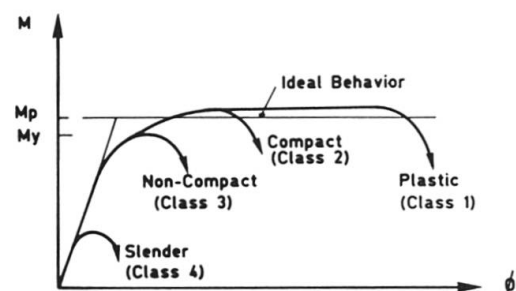 M
Ideal Behavior
Mp
My
Compact
(Class 2)
Non-Compact
(Class 3)
Plastic
(Class 1)
Slender
(Class 4)
φ